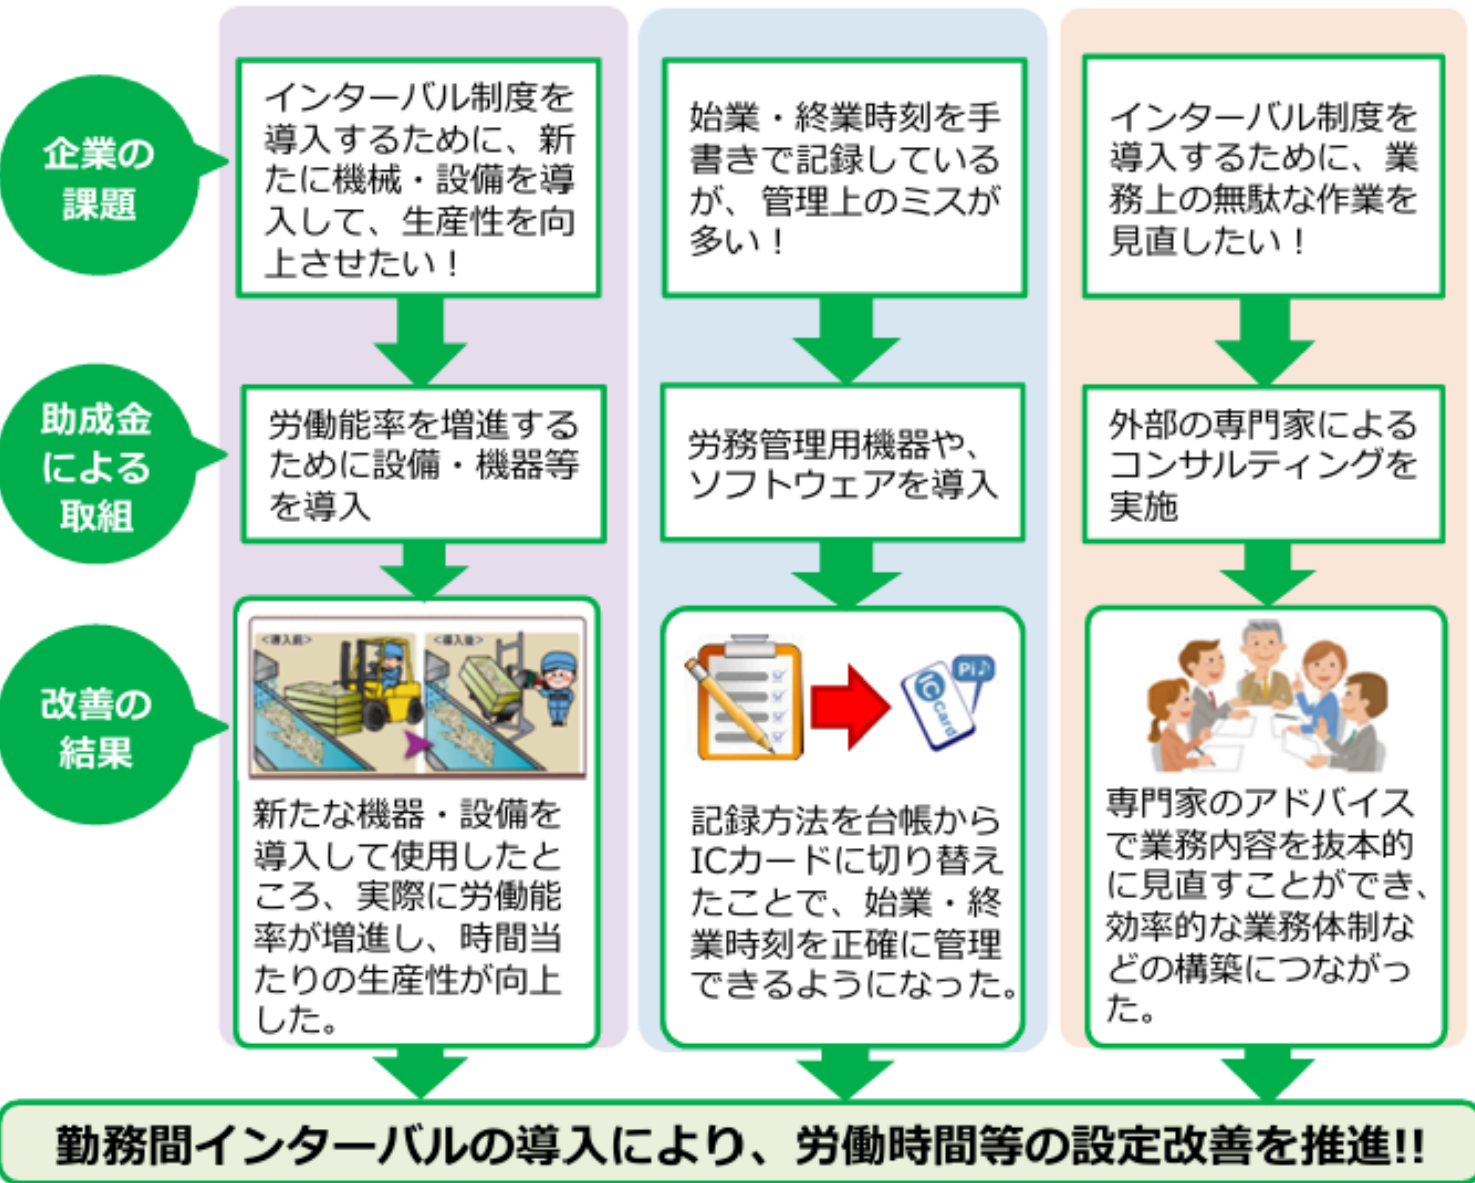 企業の
課題
インターバル制度を
導入するために、新
たに機械・設備を導
入して、生産性を向
上させたい！
始業・終業時刻を手
書きで記録している
が、管理上のミスが
多い！
インターバル制度を
導入するために、業
務上の無駄な作業を
見直したい！
助成金
による
取組
労働能率を増進する
ために設備・機器等
を導入
労務管理用機器や、
ソフトウェアを導入
外部の専門家による
コンサルティングを
実施
改善の
結果
<導入前>
<導入後>
新たな機器・設備を
導入して使用したと
ころ、実際に労働能
率が増進し、時間当
たりの生産性が向上
した。
Pi♪
IC
Card
記録方法を台帳から
ICカードに切り替え
たことで、始業・終
業時刻を正確に管理
できるようになった。
専門家のアドバイス
で業務内容を抜本的
に見直すことができ、
効率的な業務体制な
どの構築につながっ
た。
勤務間インターバルの導入により、労働時間等の設定改善を推進!!